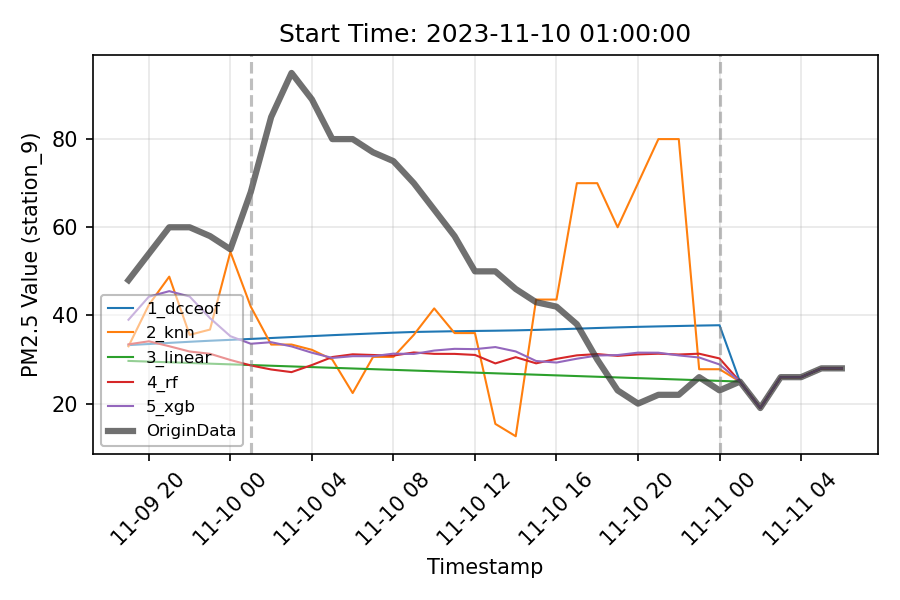 Start Time: 2023-11-10 01:00:00
PM2.5 Value (station_9)
80
60
40
20
1_dcceof
2_knn
3_linear
4_rf
5_xgb
OriginData
11-09 20
11-10 00
11-10 04
11-10 08
11-10 12
11-10 16
11-10 20
11-11 00
11-11 04
Timestamp